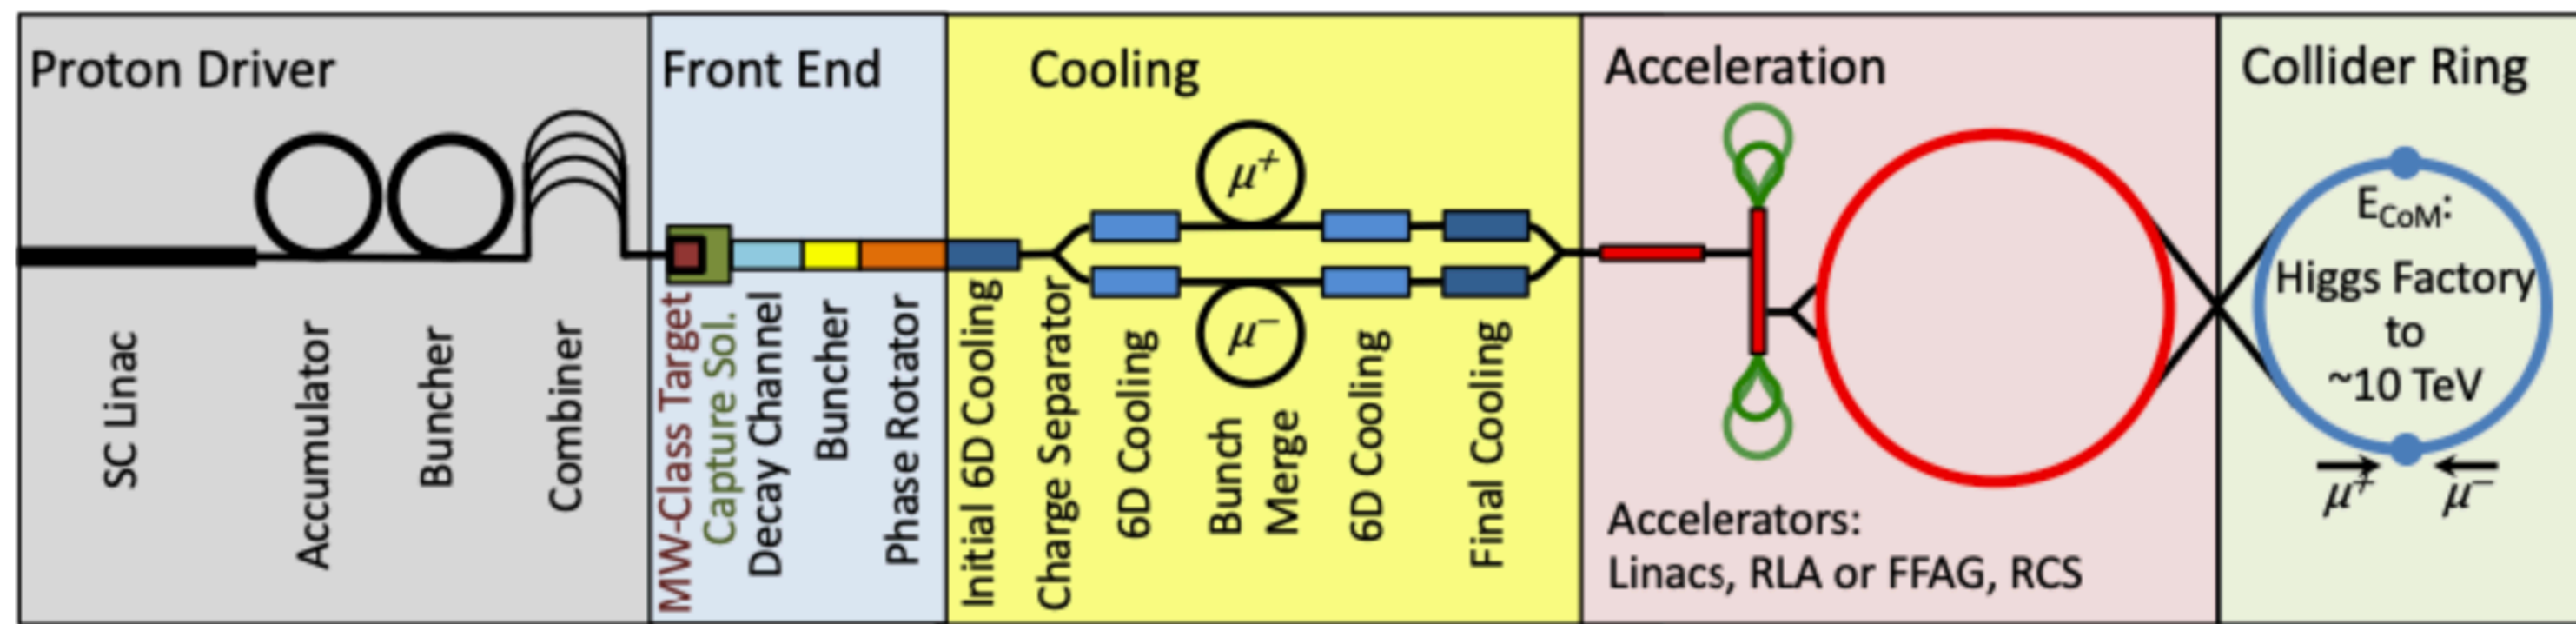 Proton Driver
SC Linac
Accumulator
Buncher
Combiner
Front End
MW-Class Target
Capture Sol.
Decay Channel
Buncher
Phase Rotator
Cooling
Initial 6D Cooling
Charge Separator
6D Cooling
μ+
μ−
Bunch
Merge
6D Cooling
Final Cooling
Acceleration
Accelerators:
Linacs, RLA or FFAG, RCS
Collider Ring
ECoM:
Higgs Factory
to
~10 TeV
μ+ μ−